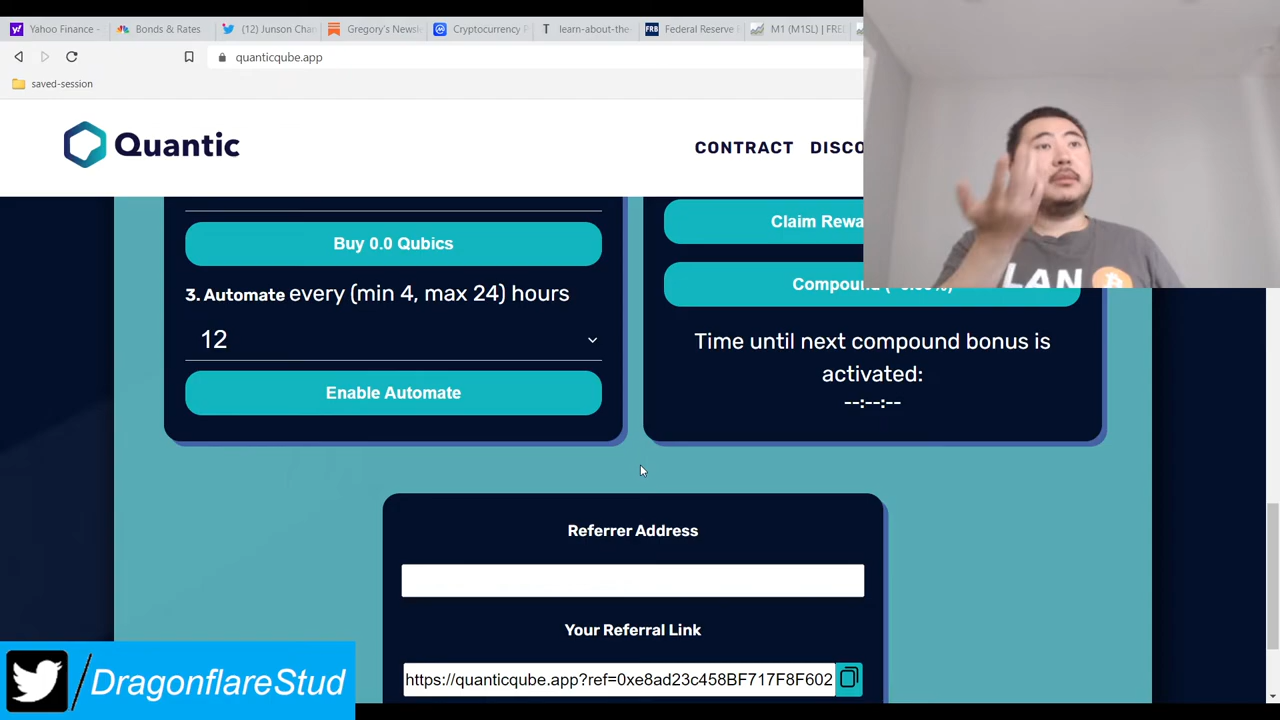 Yahoo Finance -
Bonds & Rates
(12) Junson Chan
Gregory's Newsl
Cryptocurrency P
learn-about-the-
FRB
Federal Reserve
M1 (M1SL) | FRE
quanticqube.app
saved-session
Quantic
CONTRACT
DISCO
Buy 0.0 Qubics
3. Automate every (min 4, max 24) hours
12
Enable Automate
Claim Rewa
Compound
Time until next compound bonus is
activated:
--:--:--
LAN
Referrer Address
Your Referral Link
https://quanticqube.app?ref=0xe8ad23c458BF717F8F602
/DragonflareStud